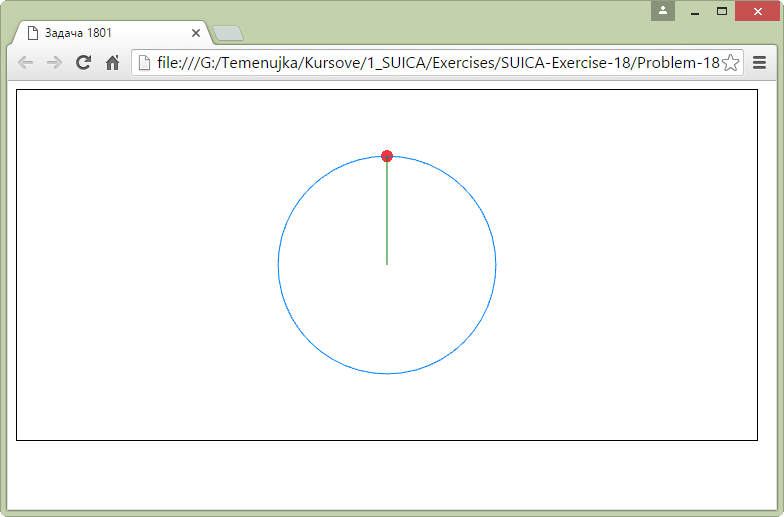 Задача 1801
file:///G:/Temenujka/Kursove/1_SUICA/Exercises/SUICA-Exercise-18/Problem-18